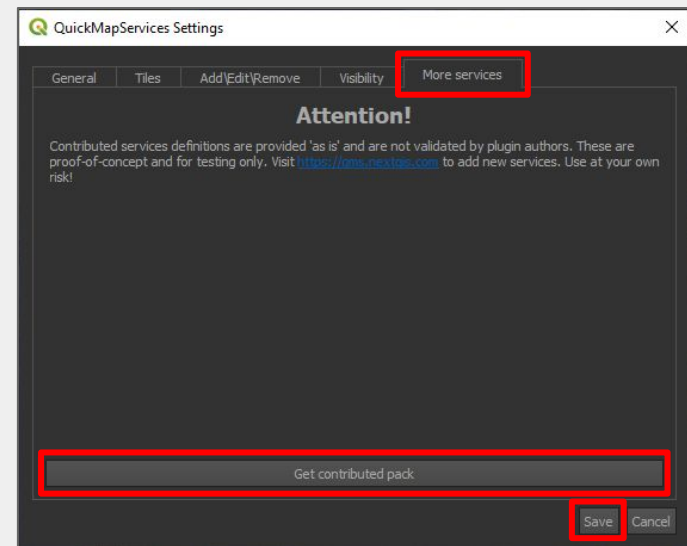 QuickMapServices Settings
General Tiles Add\Edit\Remove Visibility More services
Attention!
Contributed services definitions are provided 'as is' and are not validated by plugin authors. These are
proof-of-concept and for testing only. Visit https://qms.nextgis.com to add new services. Use at your own
risk!
Get contributed pack
Save Cancel